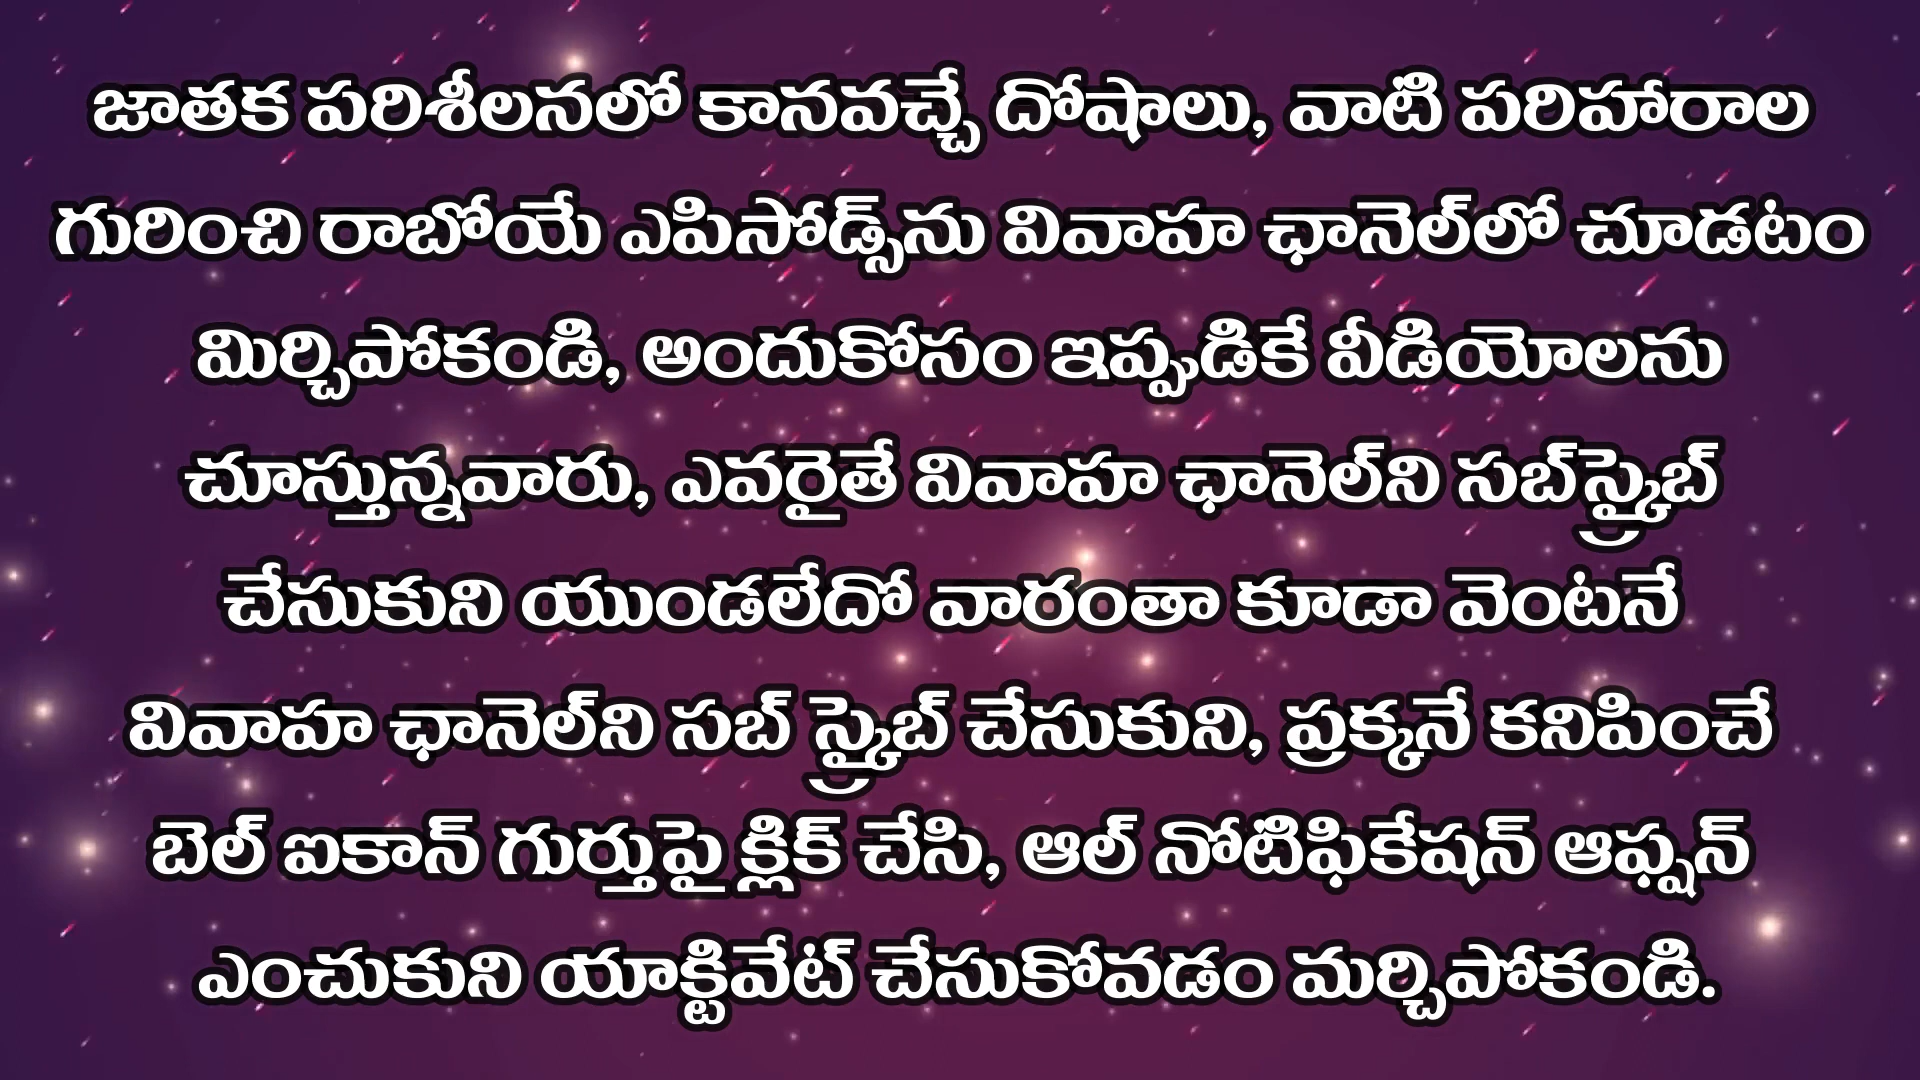 జాతక పరిశీలనలో కానవచ్చే దోషాలు, వాటి పరిహారాల
గురించి రాబోయే ఎపిసోడ్స్‌ను వివాహ ఛానెల్‌లో చూడటం
మిర్చిపోకండి, అందుకోసం ఇప్పుడికే వీడియోలను
చూస్తున్నవారు, ఎవరైతే వివాహ ఛానెల్‌ని సబ్‌స్క్రైబ్
చేసుకుని యుండలేదో వారంతా కూడా వెంటనే
వివాహ ఛానెల్‌ని సబ్ స్క్రైబ్ చేసుకుని, ప్రక్కనే కనిపించే
బెల్ ఐకాన్ గుర్తుపై క్లిక్ చేసి, ఆల్ నోటిఫికేషన్ ఆఫ్షన్
ఎంచుకుని యాక్టివేట్ చేసుకోవడం మర్చిపోకండి.